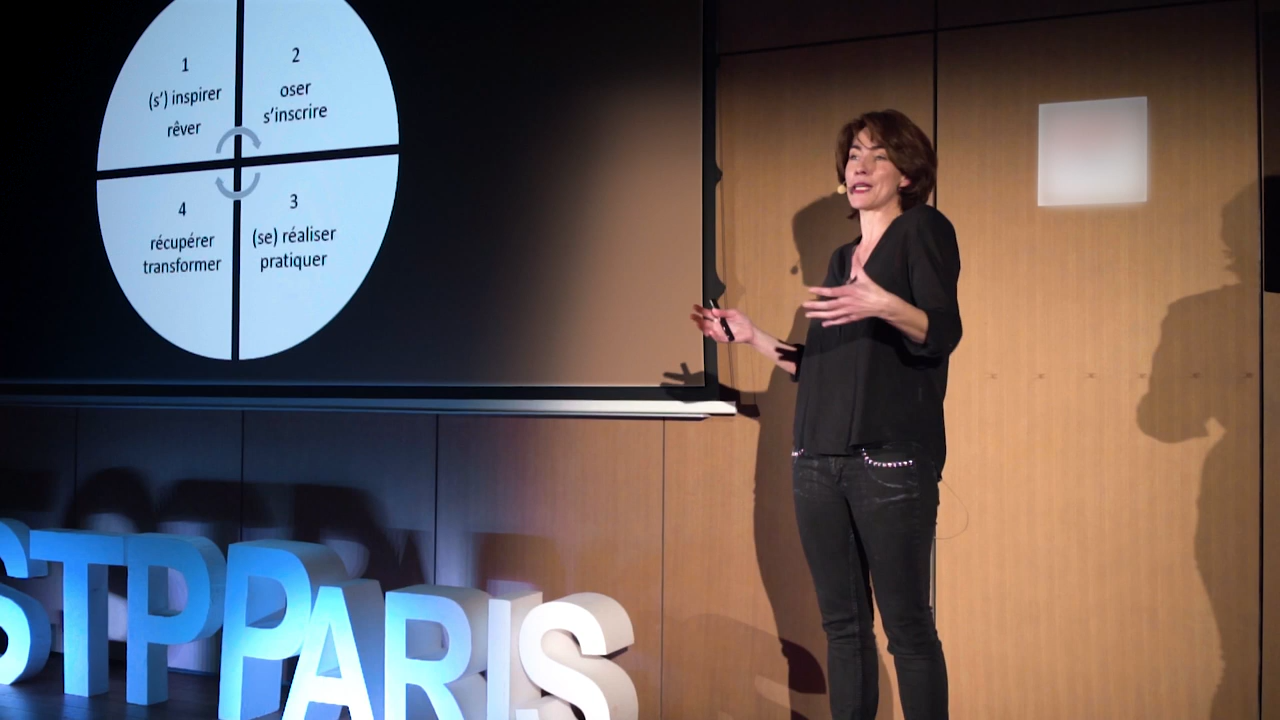 1
(s') inspirer
rêver
2
oser
s'inscrire
4
récupérer
transformer
3
(se) réaliser
pratiquer
STPPARIS